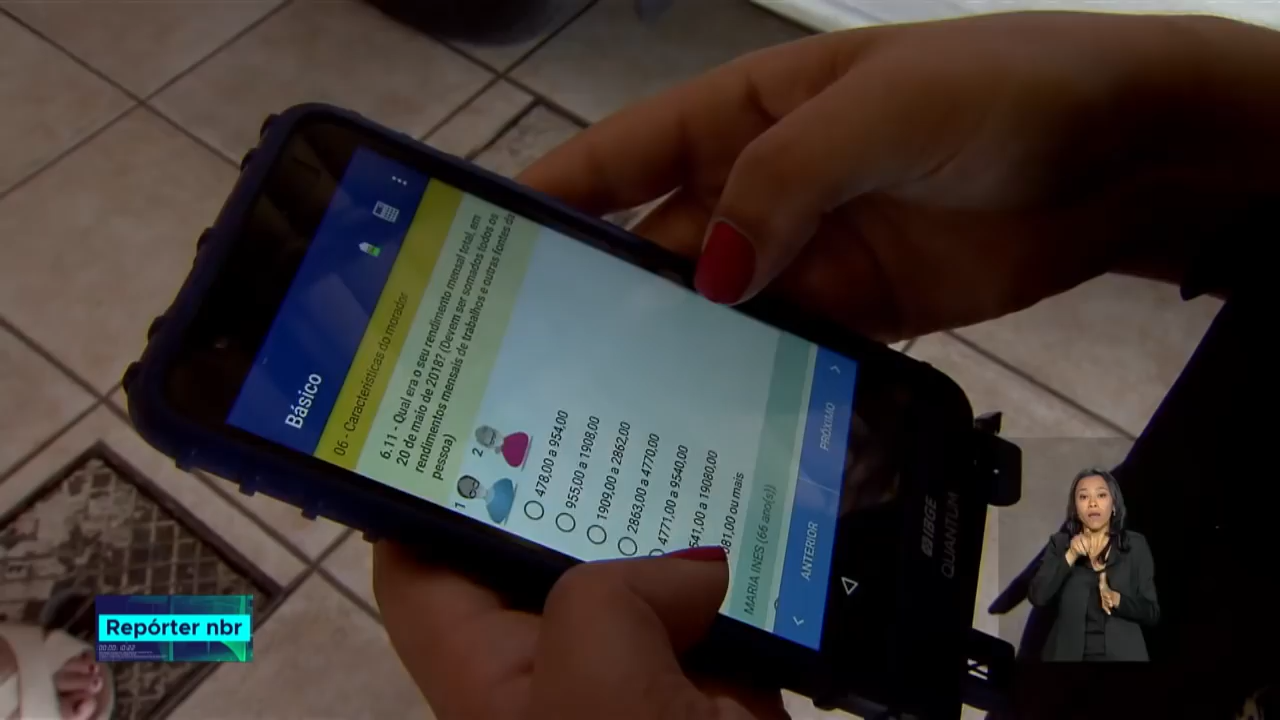 Básico
06 - Características do morador
6.11 - Qual era o seu rendimento mensal total, em
20 de maio de 2018? (Devem ser somados todos os
rendimentos mensais de trabalhos e outras fontes da
pessoa)
1 2
478,00 a 954,00
955,00 a 1908,00
1909,00 a 2862,00
2863,00 a 4770,00
4771,00 a 9540,00
541,00 a 19080,00
081,00 ou mais
MARIA INES (66 ano(s))
ANTERIOR PRÓXIMO
IBGE
QUANTUM
Repórter nbr